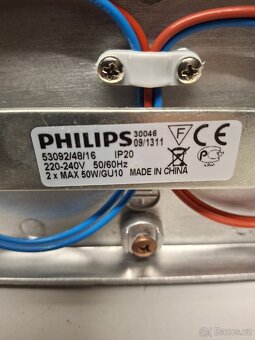 PHILIPS 30046 09/1311 F CE
53092/48/16 IP20
220-240V 50/60Hz
2 x MAX 50W/GU10 MADE IN CHINA